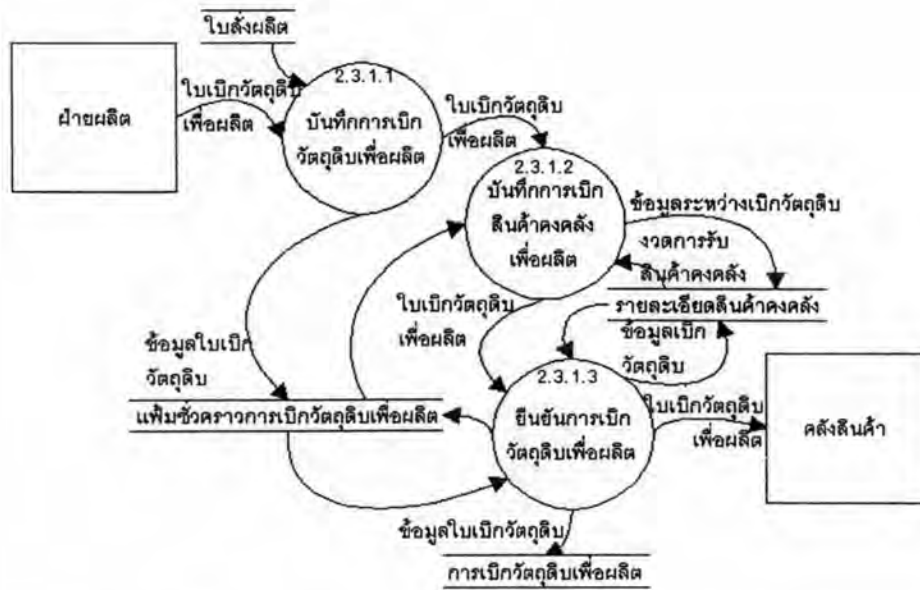 ใบสั่งผลิต
ฝ่ายผลิต
ใบเบิกวัตถุดิบ
เพื่อผลิต
2.3.1.1
บันทึกการเบิก
วัตถุดิบเพื่อผลิต
ใบเบิกวัตถุดิบ
เพื่อผลิต
2.3.1.2
บันทึกการเบิก
สินค้าคงคลัง
เพื่อผลิต
ข้อมูลระหว่างเบิกวัตถุดิบ
งวดการรับ
สินค้าคงคลัง
รายละเอียดสินค้าคงคลัง
ข้อมูลเบิก
วัตถุดิบ
ใบเบิกวัตถุดิบ
เพื่อผลิต
ข้อมูลใบเบิก
วัตถุดิบ
แฟ้มชั่วคราวการเบิกวัตถุดิบเพื่อผลิต
2.3.1.3
ยืนยันการเบิก
วัตถุดิบเพื่อผลิต
ใบเบิกวัตถุดิบ
เพื่อผลิต
คลังสินค้า
ข้อมูลใบเบิกวัตถุดิบ
การเบิกวัตถุดิบเพื่อผลิต